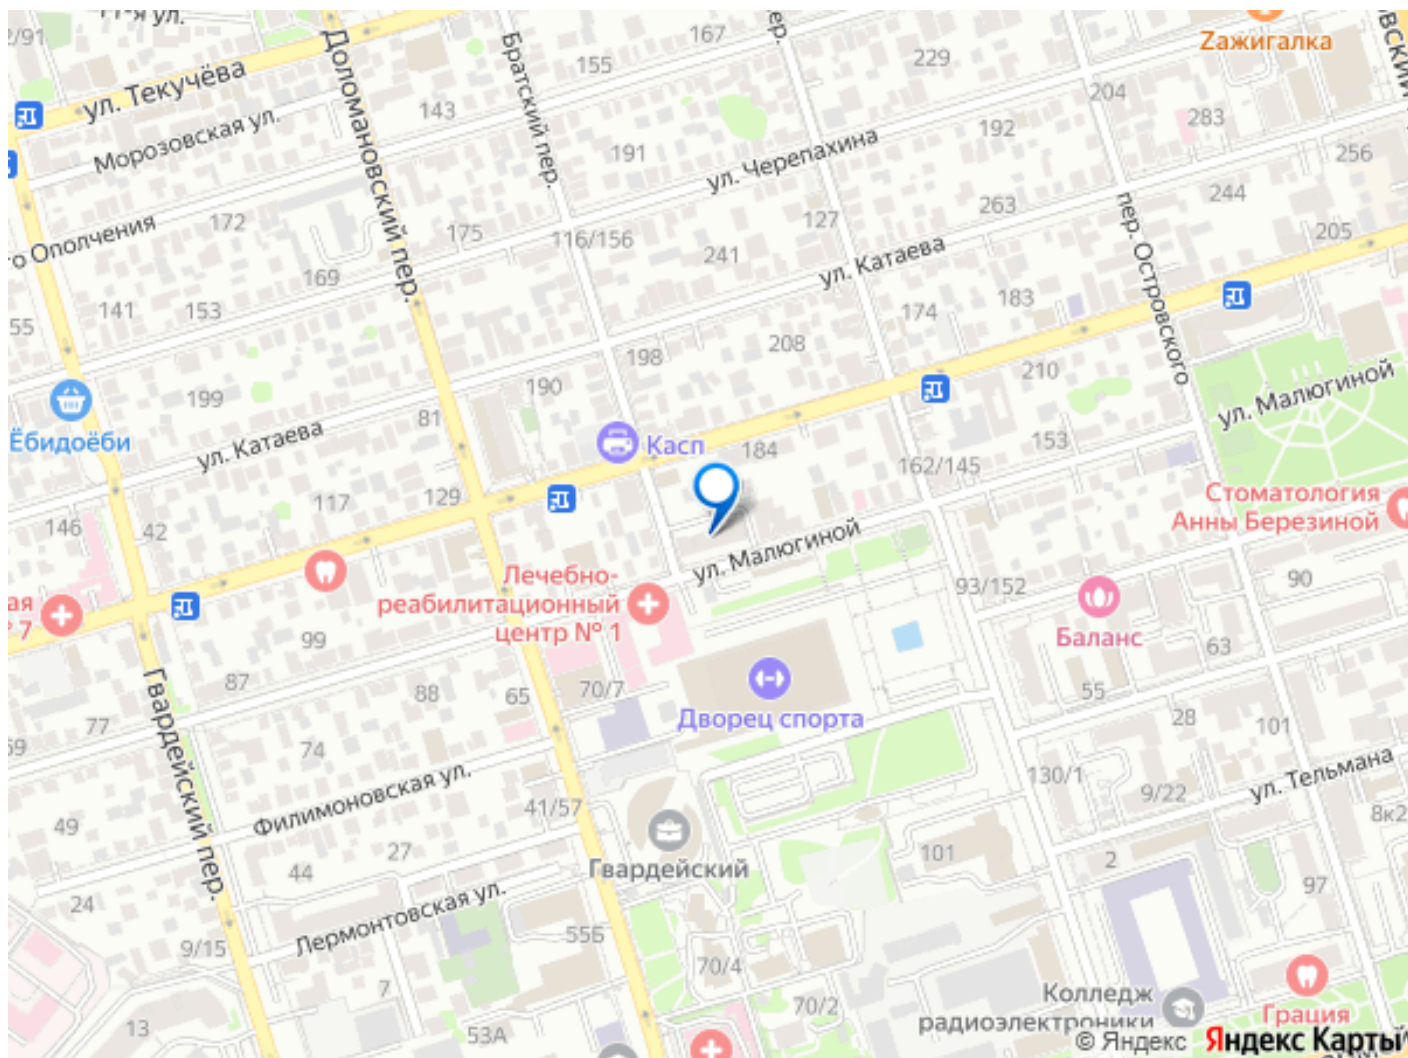 2/91
ул. Текучёва
Морозовская ул.
Доломановский пер.
Братский пер.
167
155
143
191
229
Zажигалка
204
283
192
256
ул. Черепахина
172
175
116/156
127
263
244
205
241
ул. Катаева
пер. Островского
о Ополчения
169
141
153
55
183
174
208
198
190
210
199
81
Ёбидоёби
ул. Катаева
Касп
184
153
162/145
ул. Малюгиной
117
129
146
42
Стоматология
Анны Березиной
ул. Малюгиной
93/152
90
Лечебно-
реабилитационный
центр № 1
ая
° 7
99
Баланс
63
87
88
65
70/7
55
Дворец спорта
77
69
74
28
101
Гвардейский пер.
Филимоновская ул.
130/1
9/22
ул. Тельмана
41/57
49
8к2
27
44
Гвардейский
101
2
97
24
Лермонтовская ул.
9/15
55Б
70/4
7
70/2
13
53А
Колледж
радиоэлектроники
Грация
© Яндекс Яндекс Карты